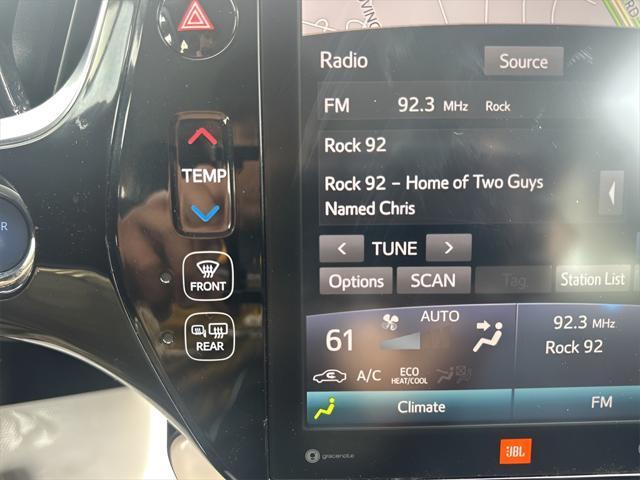 VING
RD
Radio
Source
FM 92.3 MHz Rock
Rock 92
Rock 92 – Home of Two Guys
Named Chris
< TUNE >
Options SCAN Tag Station List
TEMP
FRONT
REAR
R
61 AUTO
A/C ECO
HEAT/COOL
92.3 MHz
Rock 92
Climate FM
gracenote
JBL